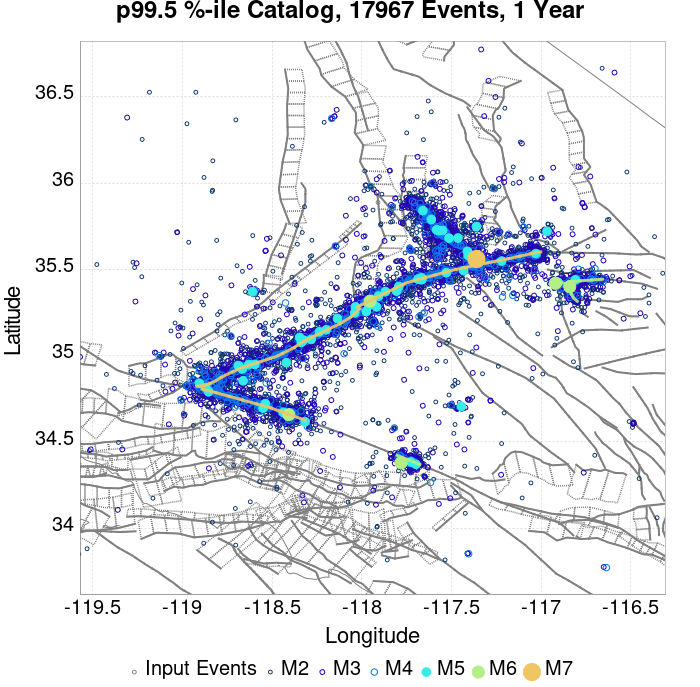 p99.5 %-ile Catalog, 17967 Events, 1 Year
36.5
36
35.5
35
34.5
34
Latitude
-119.5 -119 -118.5 -118 -117.5 -117 -116.5
Longitude
Input Events M2 M3 M4 M5 M6 M7